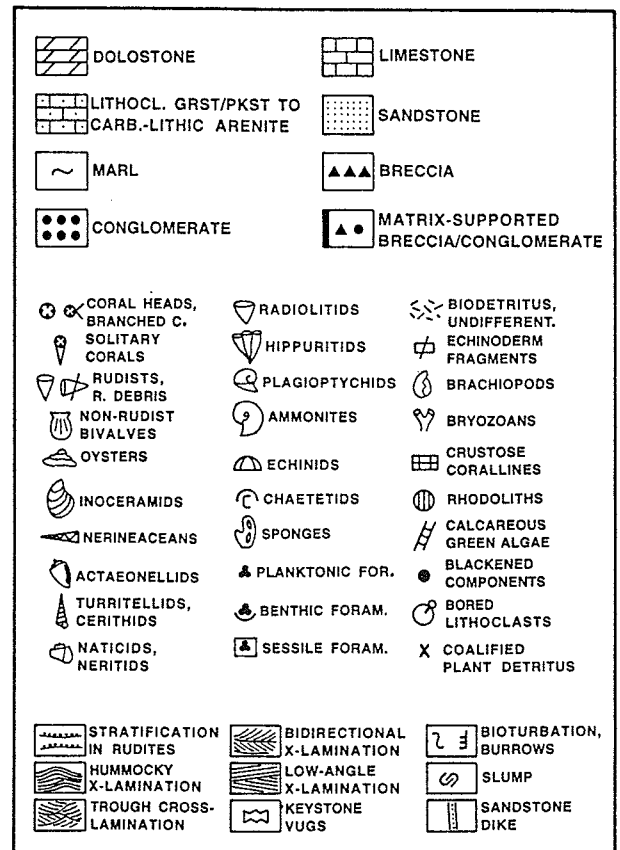 DOLOSTONE
LIMESTONE
LITHOCL. GRST/PKST TO
CARB.-LITHIC ARENITE
SANDSTONE
MARL
BRECCIA
CONGLOMERATE
MATRIX-SUPPORTED
BRECCIA/CONGLOMERATE
CORAL HEADS,
BRANCHED C.
SOLITARY
CORALS
RUDISTS,
R. DEBRIS
NON-RUDIST
BIVALVES
OYSTERS
INOCERAMIDS
NERINEACEANS
ACTAEONELLIDS
TURRITELLIDS,
CERITHIDS
NATICIDS,
NERITIDS
RADIOLITIDS
HIPPURITIDS
PLAGIOPTYCHIDS
AMMONITES
ECHINIDS
CHAETETIDS
SPONGES
PLANKTONIC FOR.
BENTHIC FORAM.
SESSILE FORAM.
BIODETRITUS,
UNDIFFERENT.
ECHINODERM
FRAGMENTS
BRACHIOPODS
BRYOZOANS
CRUSTOSE
CORALLINES
RHODOLITHS
CALCAREOUS
GREEN ALGAE
BLACKENED
COMPONENTS
BORED
LITHOCLASTS
X COALIFIED
PLANT DETRITUS
STRATIFICATION
IN RUDITES
HUMMOCKY
X-LAMINATION
TROUGH CROSS-
LAMINATION
BIDIRECTIONAL
X-LAMINATION
LOW-ANGLE
X-LAMINATION
KEYSTONE
VUGS
BIOTURBATION,
BURROWS
SLUMP
SANDSTONE
DIKE